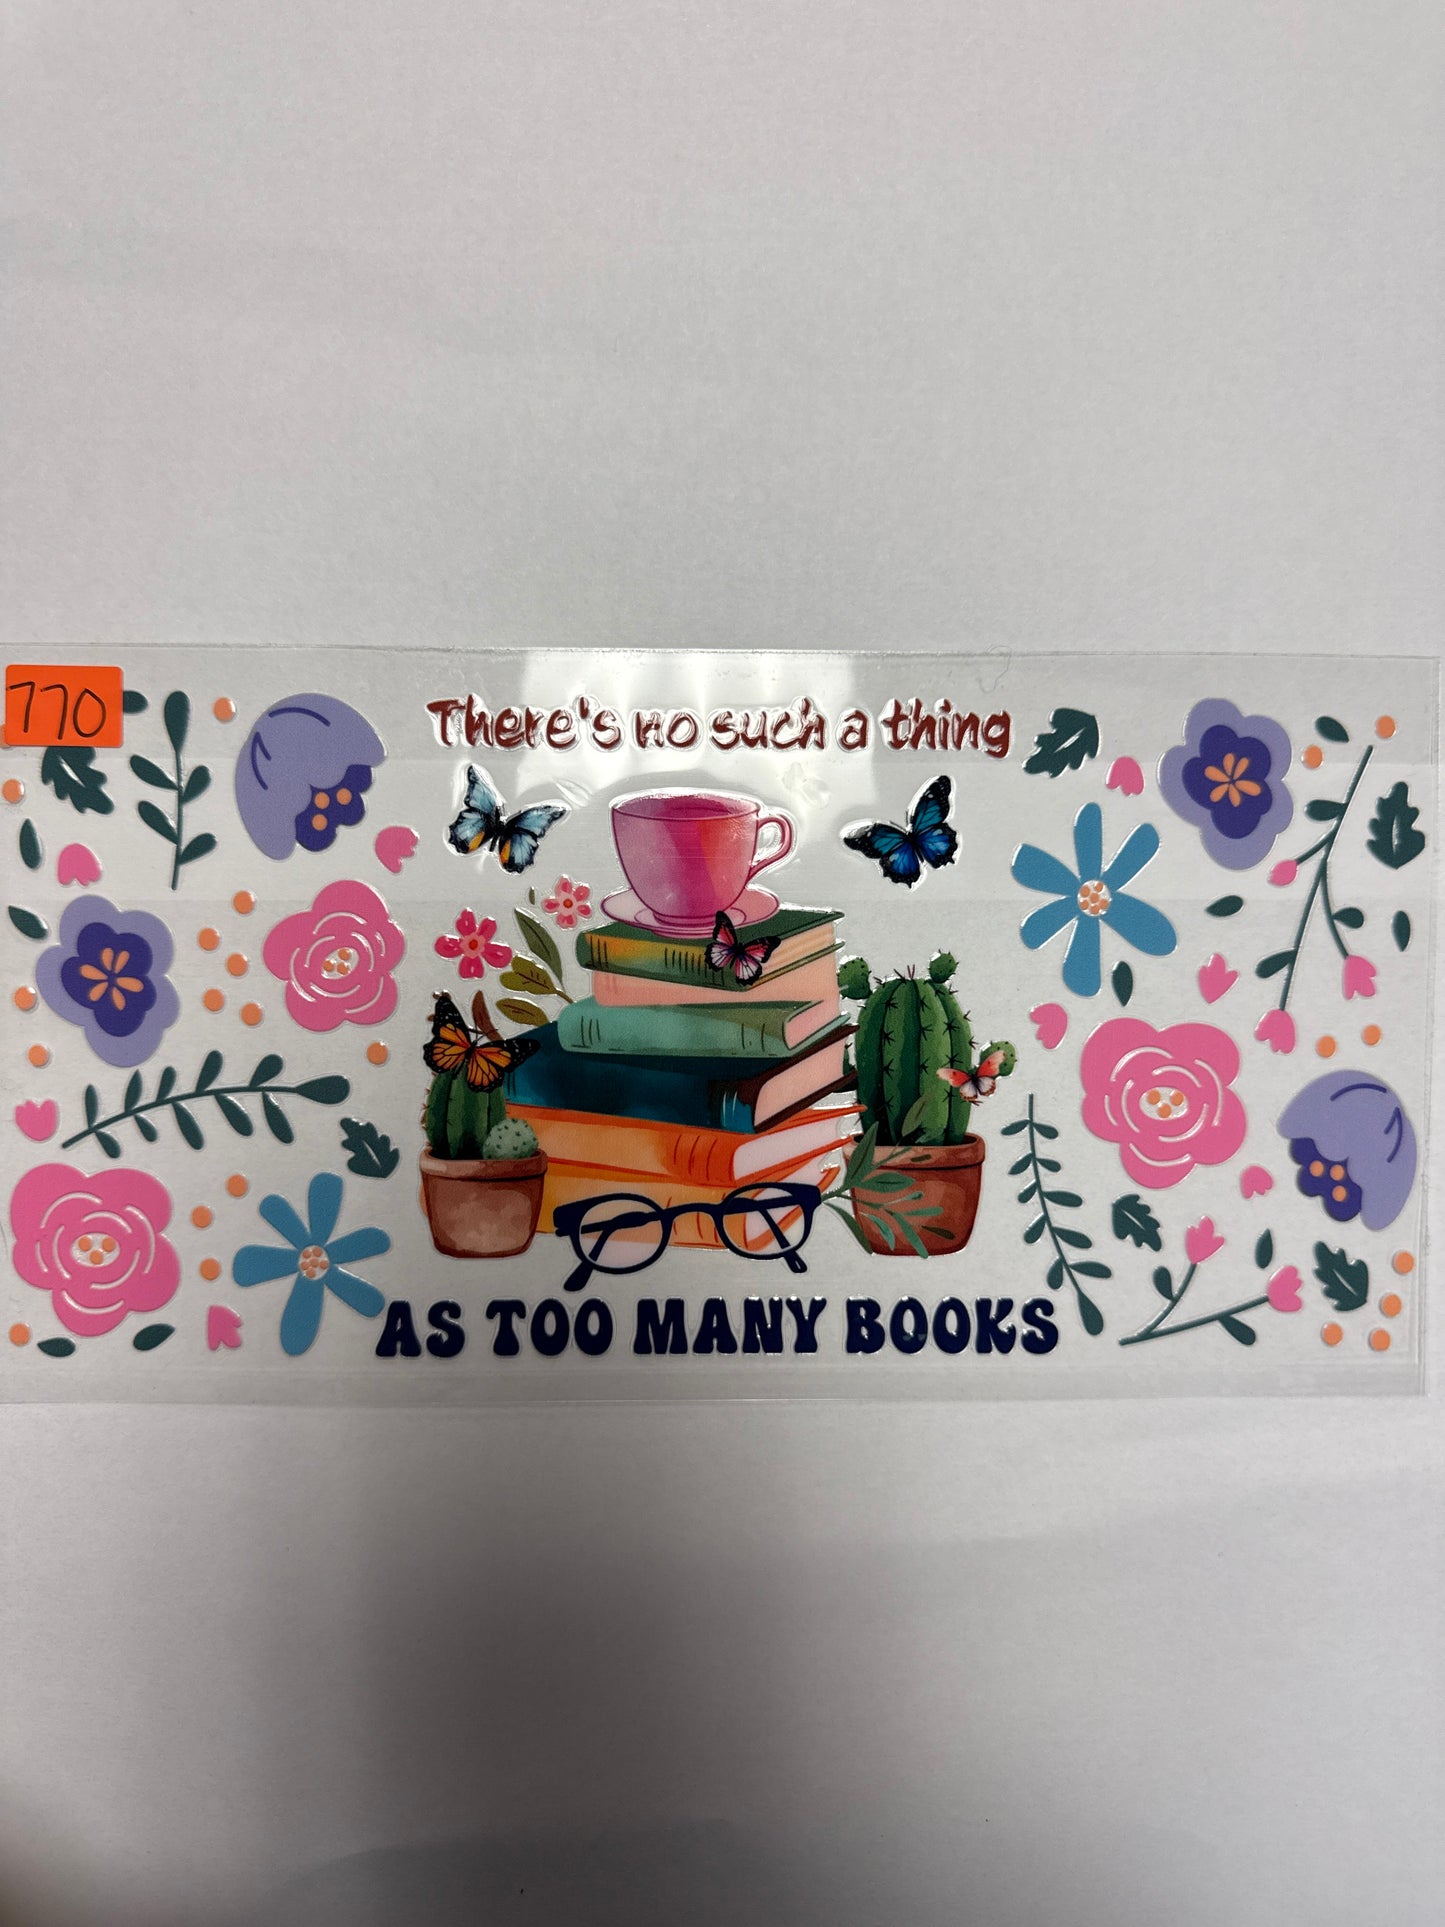 770
There's no such a thing
AS TOO MANY BOOKS